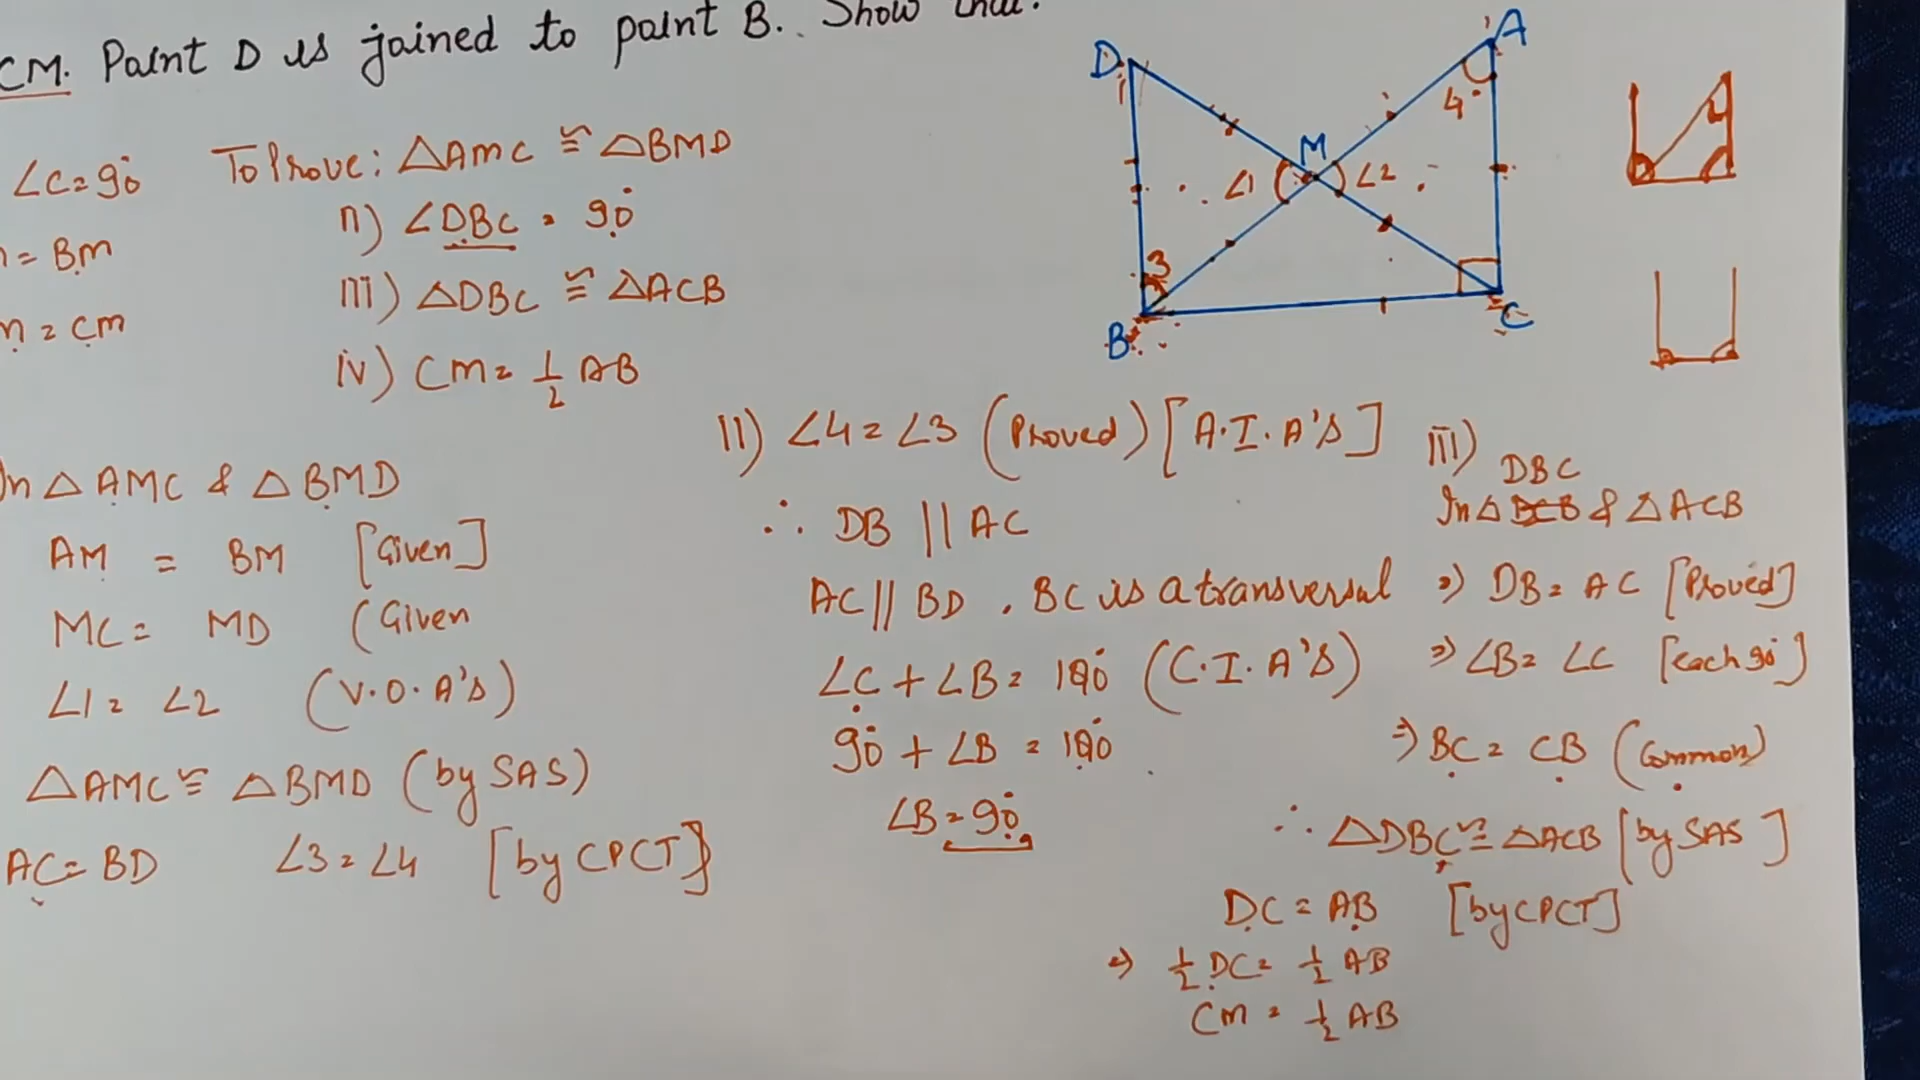 CM. Point D is joined to point B. Show that:
∠C=90°
To Prove: △AMC ≅ △BMD
= BM
II) ∠DBC = 90°
= CM
III) △DBC ≅ △ACB
IV) CM = 1/2 AB
D
A
M
∠1
∠2
3
4
B
C
In △ AMC & △ BMD
AM = BM [Given]
MC = MD (Given
∠1 = ∠2 (V.O.A's)
△AMC ≅ △BMD (by SAS)
AC = BD ∠3 = ∠4 [by CPCT]
II) ∠4 = ∠3 (Proved) [A.I.A's]
∴ DB || AC
AC || BD , BC is a transversal
∠C + ∠B = 180° (C.I.A's)
90° + ∠B = 180°
∠B = 90°
III)
DBC
In △ DCB & △ ACB
⇒ DB = AC [Proved]
⇒ ∠B = ∠C [each 90°]
⇒ BC = CB (Common)
∴ △DBC ≅ △ACB [by SAS]
DC = AB [by CPCT]
⇒ 1/2 DC = 1/2 AB
CM = 1/2 AB